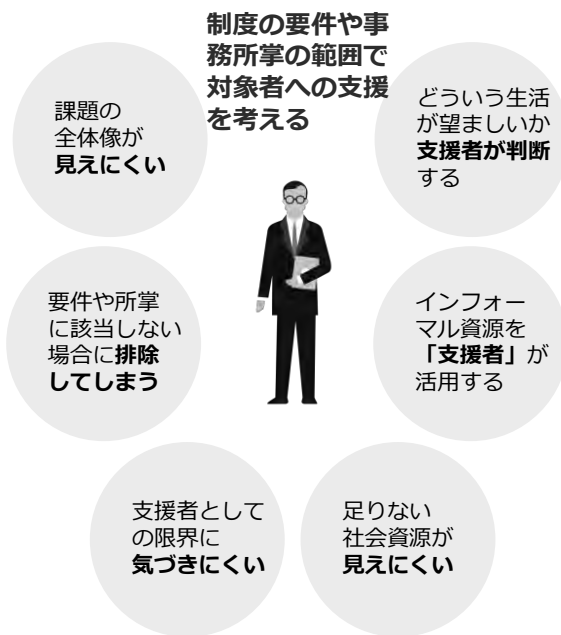 制度の要件や事
務所掌の範囲で
対象者への支援
を考える
課題の
全体像が
見えにくい
どういう生活
が望ましいか
支援者が判断
する
要件や所掌
に該当しない
場合に排除
してしまう
インフォー
マル資源を
「支援者」が
活用する
支援者として
の限界に
気づきにくい
足りない
社会資源が
見えにくい